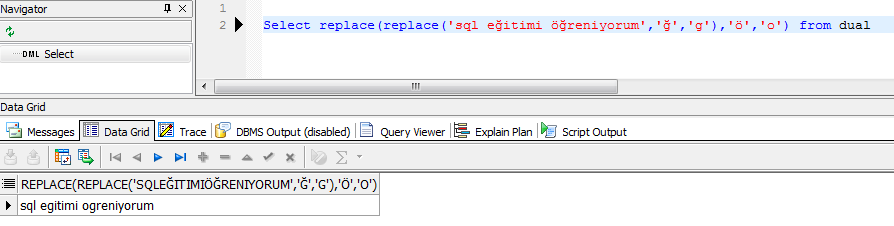 Navigator
DML Select
1
2 Select replace(replace('sql eğitimi öğreniyorum','ğ','g'),'ö','o') from dual
Data Grid
Messages Data Grid Trace DBMS Output (disabled) Query Viewer Explain Plan Script Output
REPLACE(REPLACE('SQLEĞITIMIÖĞRENIYORUM','Ğ','G'),'Ö','O')
sql egitimi ogreniyorum